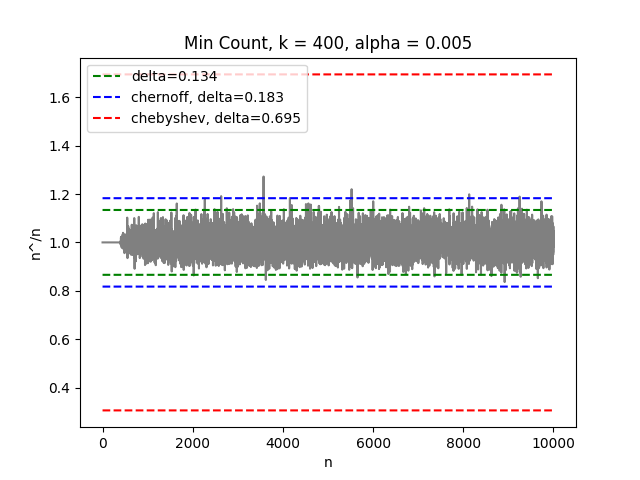 Min Count, k = 400, alpha = 0.005
delta=0.134
chernoff, delta=0.183
chebyshev, delta=0.695
1.6
1.4
1.2
1.0
0.8
0.6
0.4
n^/n
0 2000 4000 6000 8000 10000
n